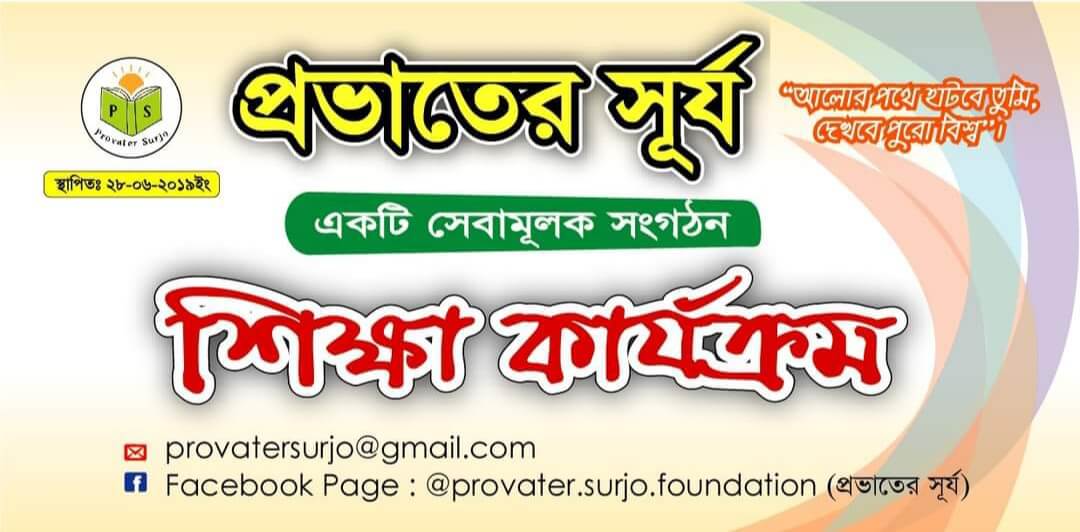 P S
Provater Surjo
স্থাপিতঃ ২৮-০৬-২০১৯ইং
প্রভাতের সূর্য
“আলোর পথে হাটবে তুমি,
দেখবে পুরো বিশ্ব”।
একটি সেবামূলক সংগঠন
শিক্ষা কার্যক্রম
provatersurjo@gmail.com
f Facebook Page : @provater.surjo.foundation (প্রভাতের সূর্য)